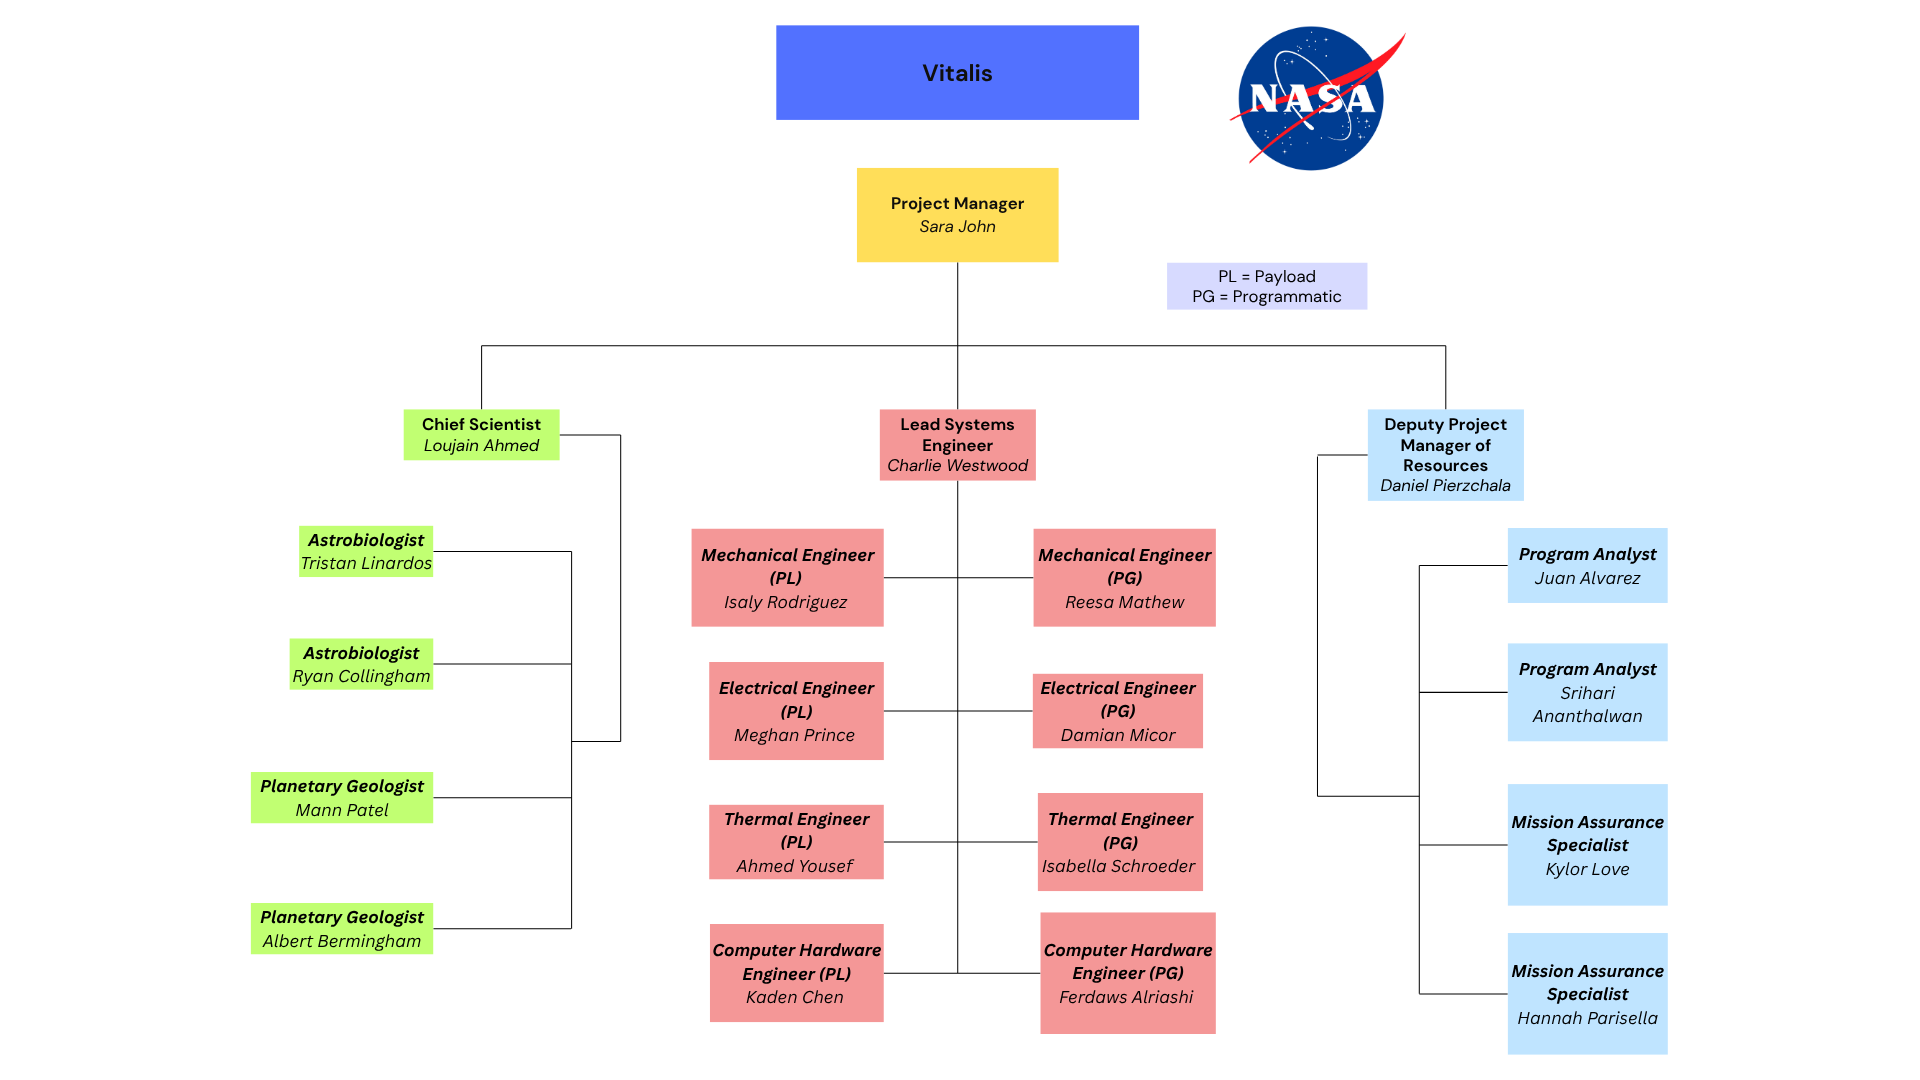 Vitalis
NASA
Project Manager
Sara John
PL = Payload
PG = Programmatic
Chief Scientist
Loujain Ahmed
Lead Systems
Engineer
Charlie Westwood
Deputy Project
Manager of
Resources
Daniel Pierzchala
Astrobiologist
Tristan Linardos
Astrobiologist
Ryan Collingham
Planetary Geologist
Mann Patel
Planetary Geologist
Albert Bermingham
Mechanical Engineer
(PL)
Isaly Rodriguez
Mechanical Engineer
(PG)
Reesa Mathew
Electrical Engineer
(PL)
Meghan Prince
Electrical Engineer
(PG)
Damian Micor
Thermal Engineer
(PL)
Ahmed Yousef
Thermal Engineer
(PG)
Isabella Schroeder
Computer Hardware
Engineer (PL)
Kaden Chen
Computer Hardware
Engineer (PG)
Ferdaws Alriashi
Program Analyst
Juan Alvarez
Program Analyst
Srihari
Ananthalwan
Mission Assurance
Specialist
Kylor Love
Mission Assurance
Specialist
Hannah Parisella